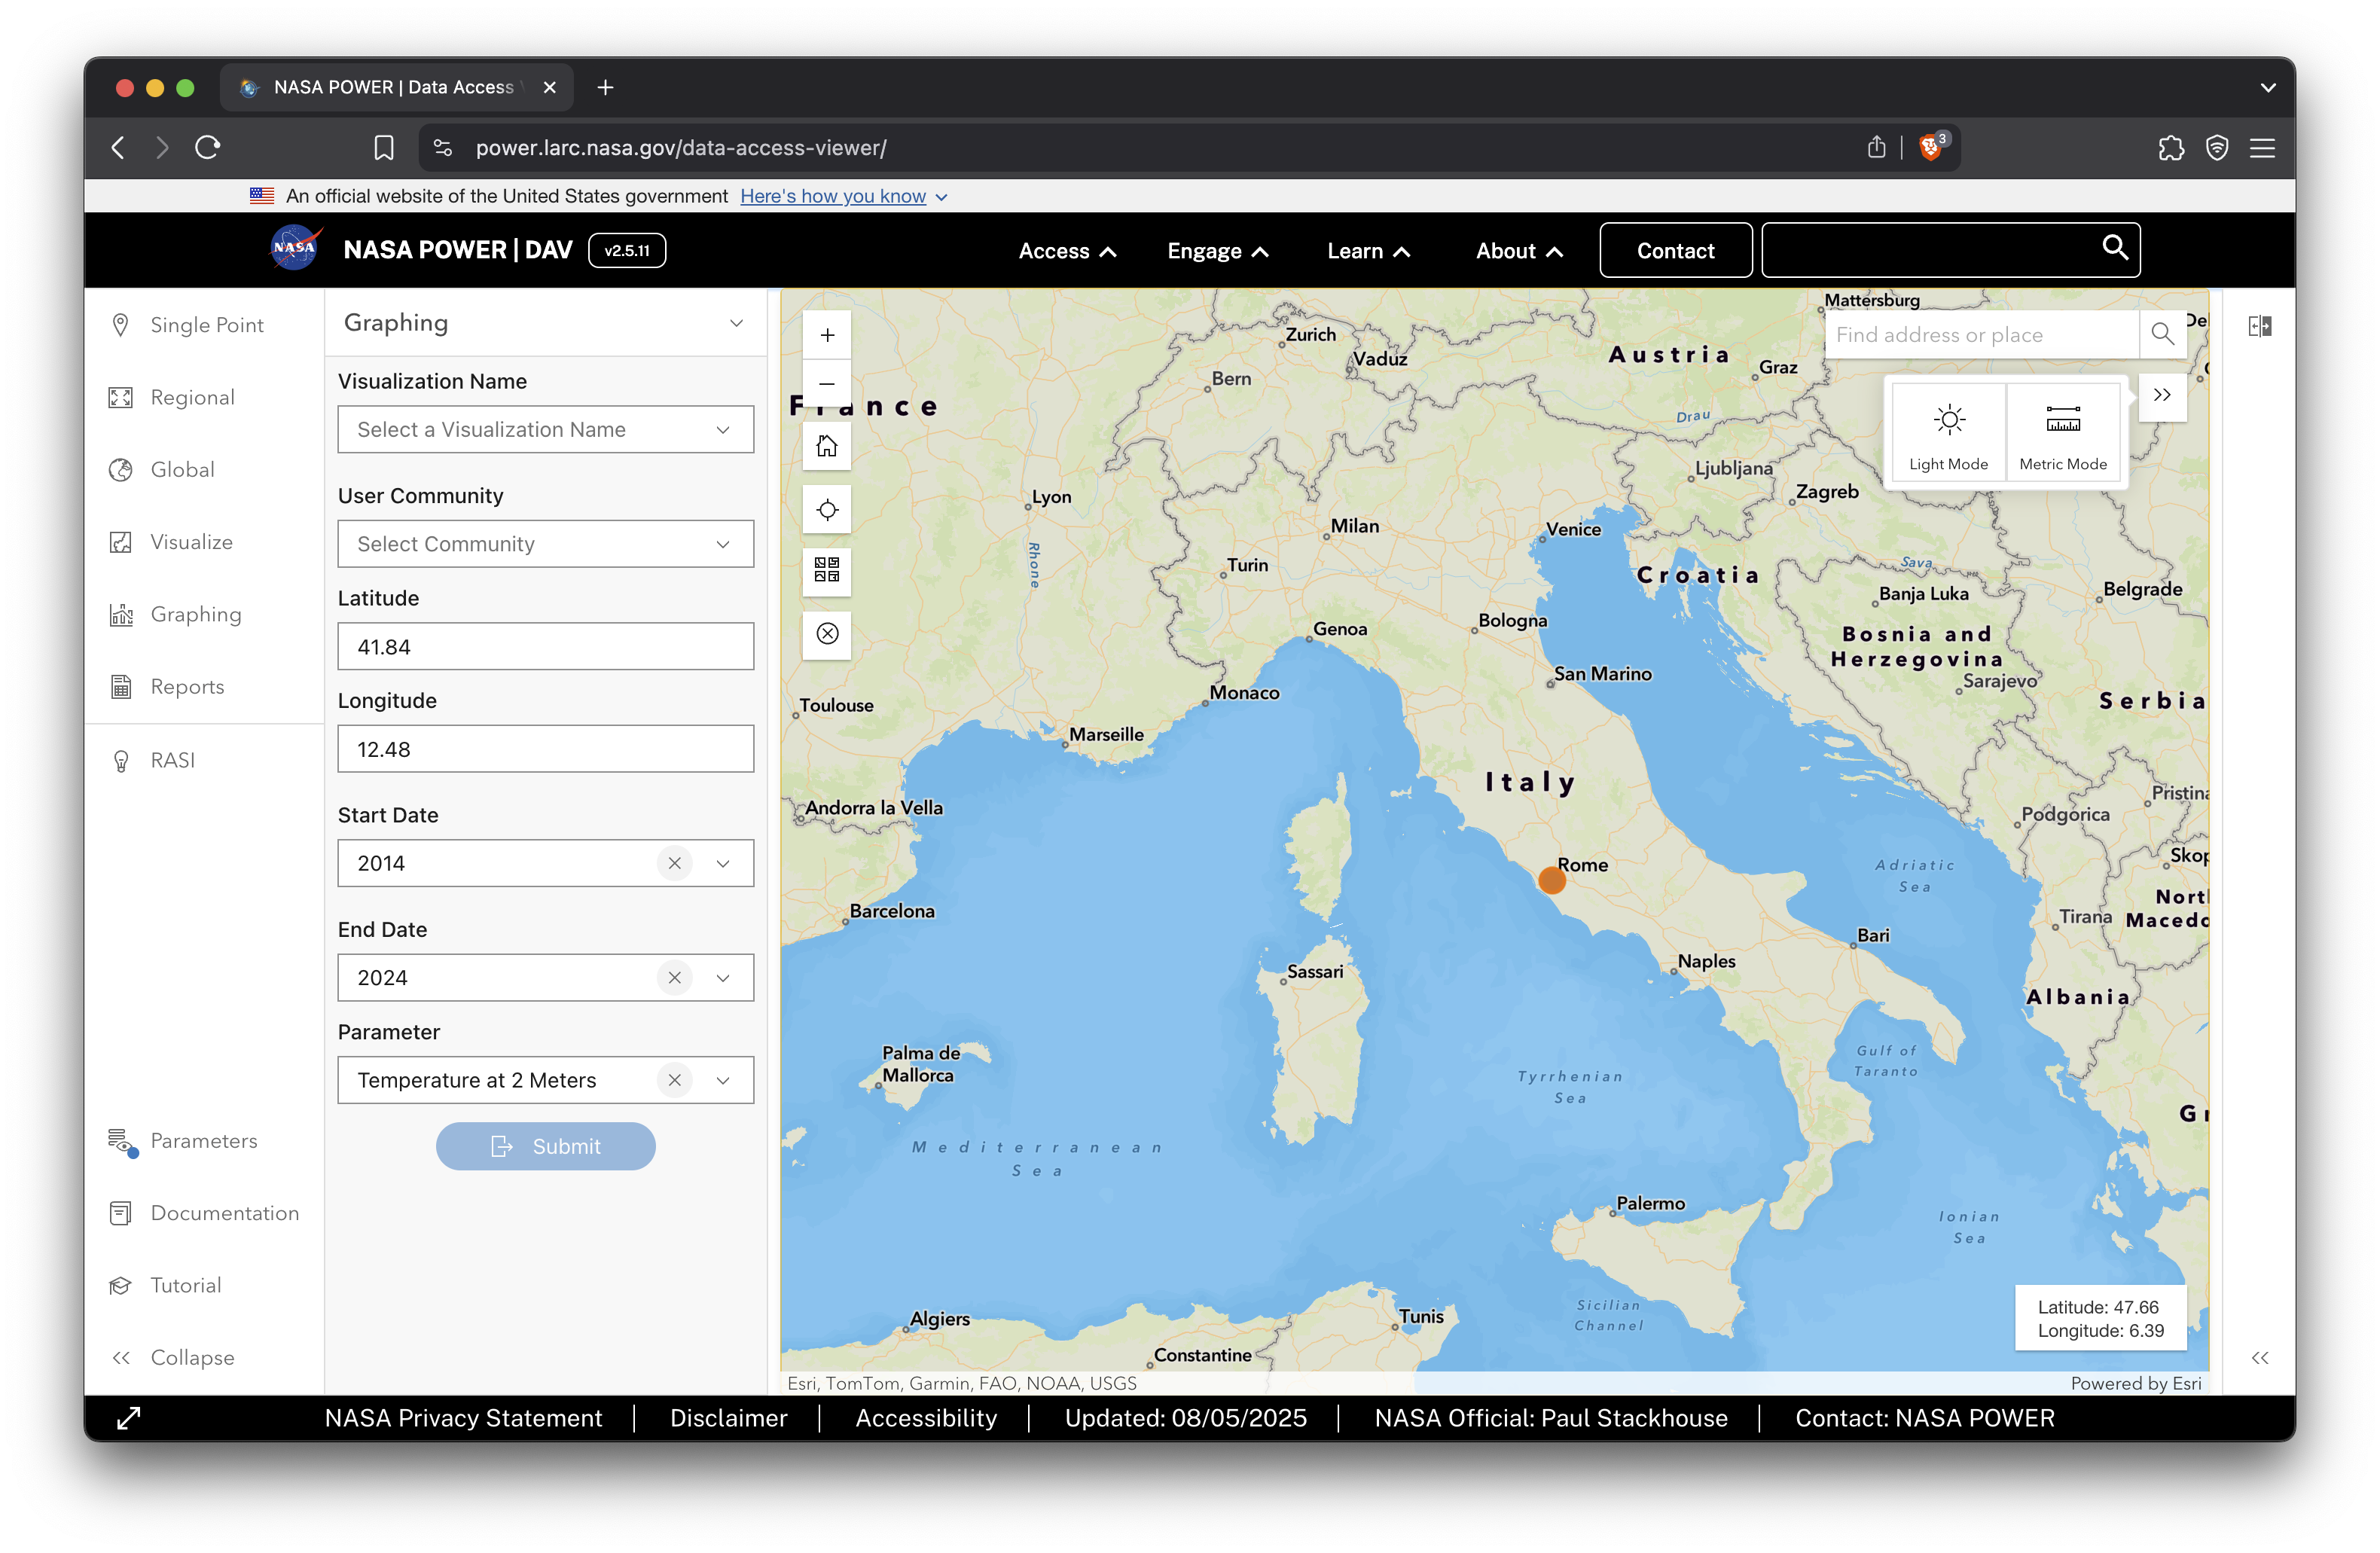 NASA POWER | Data Access
power.larc.nasa.gov/data-access-viewer/
3
An official website of the United States government Here's how you know
NASA
NASA POWER | DAV v2.5.11
Access Engage Learn About Contact
Single Point
Regional
Global
Visualize
Graphing
Reports
RASI
Parameters
Documentation
Tutorial
Collapse
Graphing
Visualization Name
Select a Visualization Name
User Community
Select Community
Latitude
41.84
Longitude
12.48
Start Date
2014
End Date
2024
Parameter
Temperature at 2 Meters
Submit
Find address or place
Light Mode
Metric Mode
Mattersburg
Zurich
Vaduz
Austria
Graz
Bern
France
Drau
Ljubljana
Zagreb
Lyon
Milan
Venice
Rhone
Turin
Croatia
Sava
Banja Luka
Belgrade
Genoa
Bologna
Bosnia and
Herzegovina
San Marino
Sarajevo
Monaco
Toulouse
Serbia
Marseille
Italy
Andorra la Vella
Pristina
Podgorica
Rome
Adriatic
Sea
Skop
Nort
Macedo
Barcelona
Tirana
Bari
Naples
Sassari
Albania
Palma de
Mallorca
Gulf of
Taranto
Tyrrhenian
Sea
Gr
Mediterranean
Sea
Palermo
Ionian
Sea
Algiers
Tunis
Sicilian
Channel
Constantine
Latitude: 47.66
Longitude: 6.39
Esri, TomTom, Garmin, FAO, NOAA, USGS
Powered by Esri
NASA Privacy Statement | Disclaimer | Accessibility | Updated: 08/05/2025 | NASA Official: Paul Stackhouse | Contact: NASA POWER